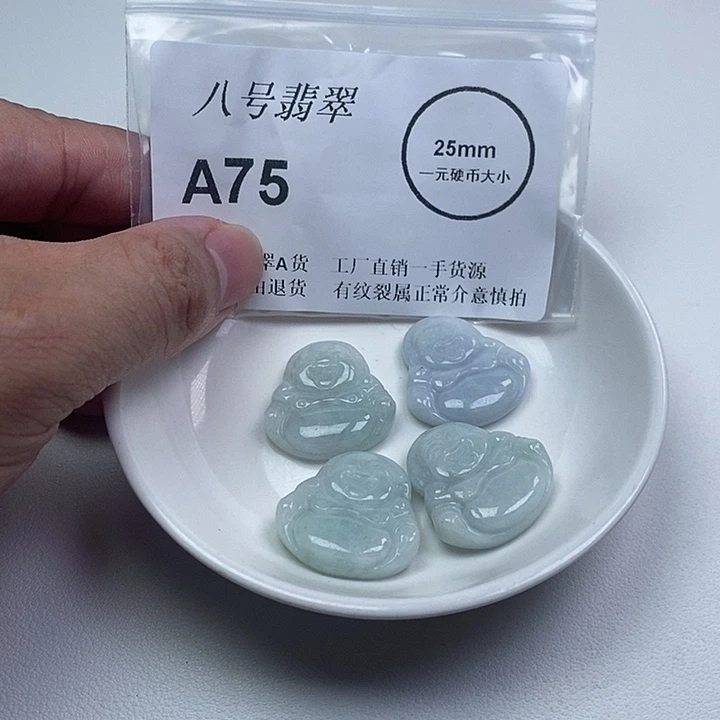 八号翡翠
A75
25mm
一元硬币大小
翠A货 工厂直销一手货源
退货 有纹裂属正常介意慎拍